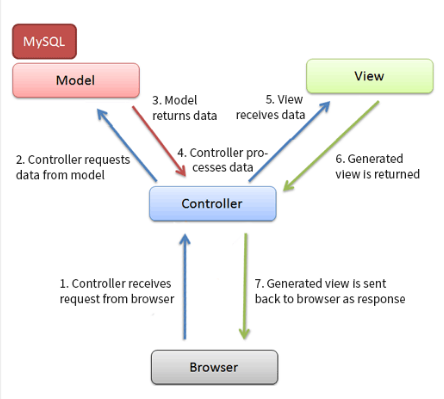 MySQL
Model
View
3. Model
returns data
5. View
receives data
2. Controller requests
data from model
4. Controller pro-
cesses data
6. Generated
view is returned
Controller
1. Controller receives
request from browser
7. Generated view is sent
back to browser as response
Browser